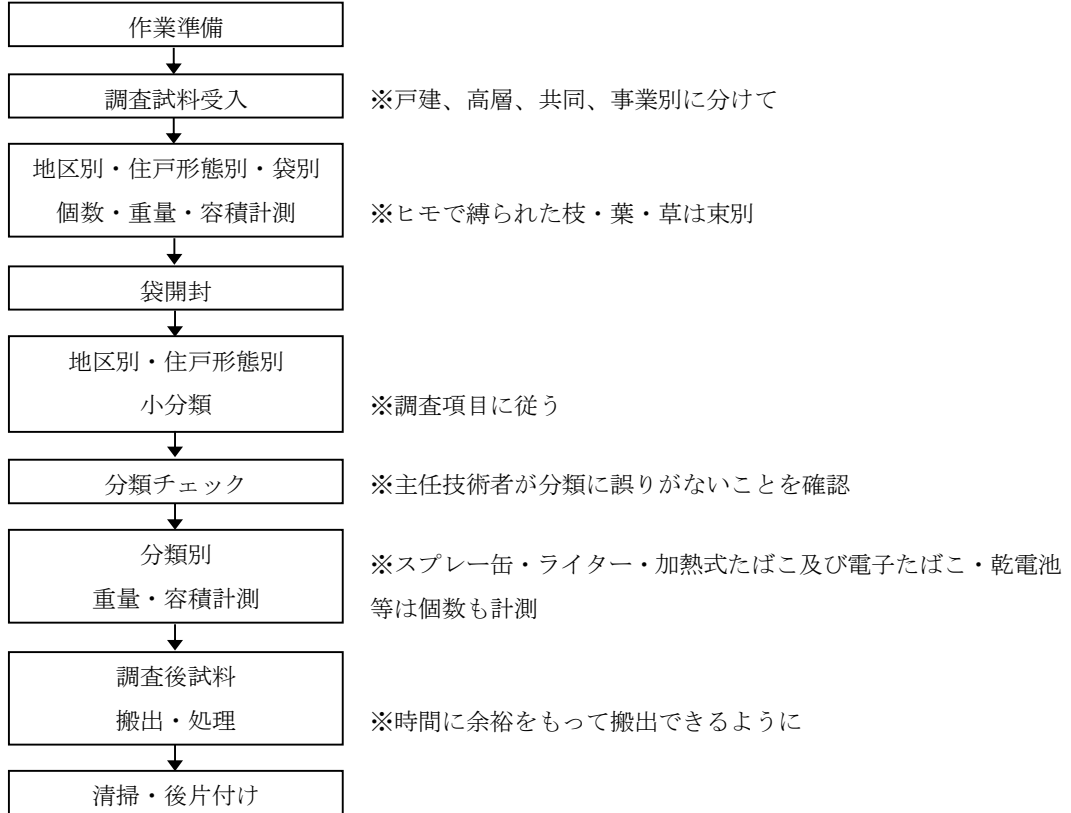 作業準備
調査試料受入
※戸建、高層、共同、事業別に分けて
地区別・住戸形態別・袋別
個数・重量・容積計測
※ヒモで縛られた枝・葉・草は束別
袋開封
地区別・住戸形態別
小分類
※調査項目に従う
分類チェック
※主任技術者が分類に誤りがないことを確認
分類別
重量・容積計測
※スプレー缶・ライター・加熱式たばこ及び電子たばこ・乾電池
等は個数も計測
調査後試料
搬出・処理
※時間に余裕をもって搬出できるように
清掃・後片付け